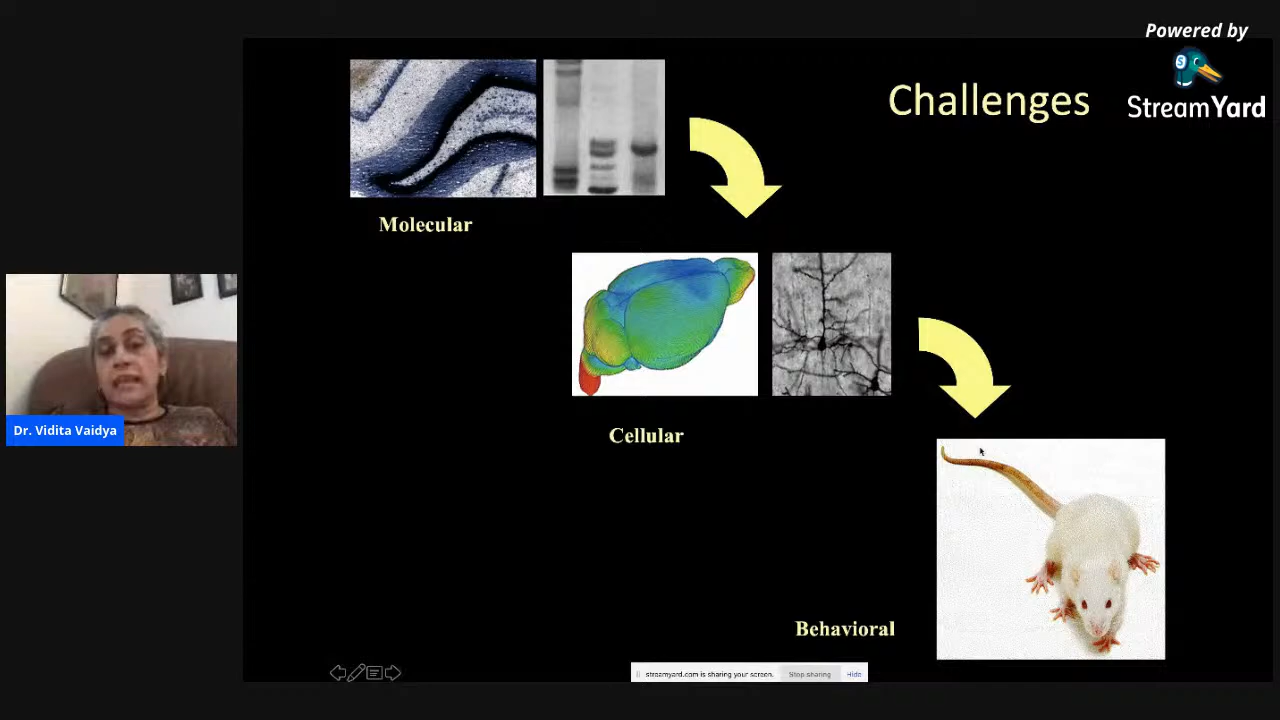 Powered by
StreamYard
Challenges
Molecular
Cellular
Dr. Vidita Vaidya
Behavioral
streamyard.com is sharing your screen.
Stop sharing
Hide